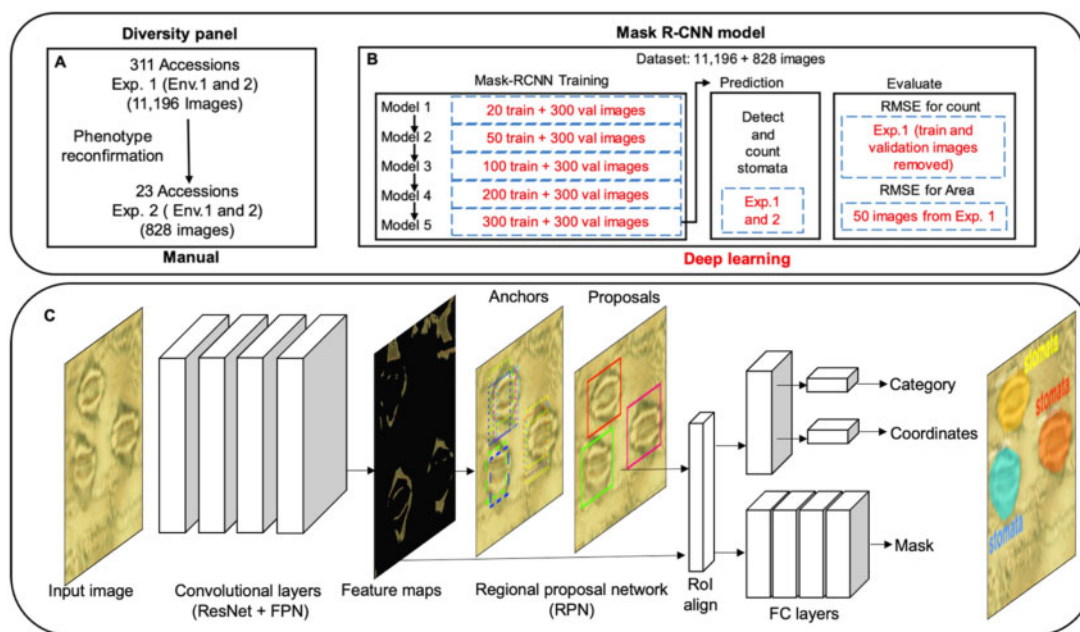 Diversity panel
A
311 Accessions
Exp. 1 (Env.1 and 2)
(11,196 Images)
Phenotype
reconfirmation
23 Accessions
Exp. 2 ( Env.1 and 2)
(828 images)
Manual
Mask R-CNN model
B
Dataset: 11,196 + 828 images
Mask-RCNN Training
Model 1
20 train + 300 val images
Model 2
50 train + 300 val images
Model 3
100 train + 300 val images
Model 4
200 train + 300 val images
Model 5
300 train + 300 val images
Prediction
Detect
and
count
stomata
Exp.1
and 2
Evaluate
RMSE for count
Exp.1 (train and
validation images
removed)
RMSE for Area
50 images from Exp. 1
Deep learning
C
Anchors
Proposals
Category
Coordinates
Mask
stomata
stomata
stomata
Input image
Convolutional layers
(ResNet + FPN)
Feature maps
Regional proposal network
(RPN)
RoI
align
FC layers